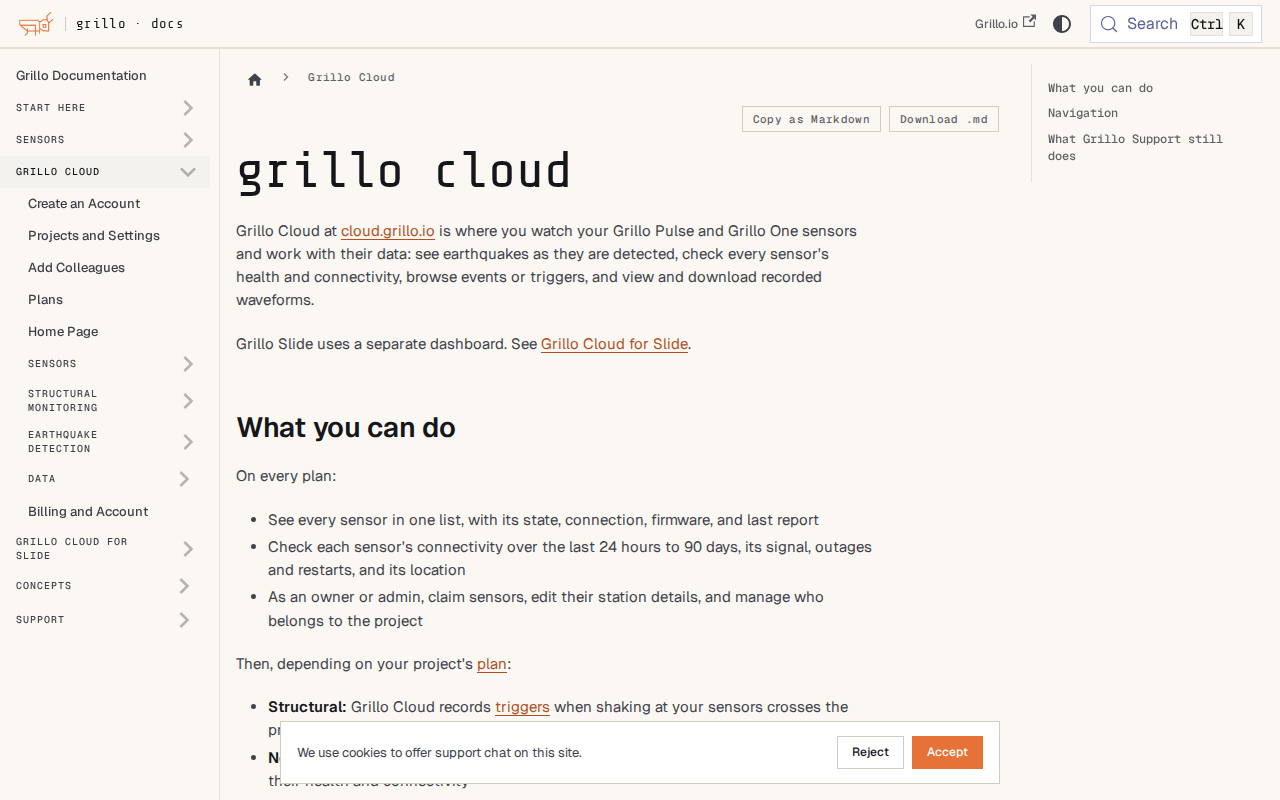 grillo · docs
Grillo.io
Search Ctrl K
Grillo Documentation
START HERE
SENSORS
GRILLO CLOUD
Create an Account
Projects and Settings
Add Colleagues
Plans
Home Page
SENSORS
STRUCTURAL
MONITORING
EARTHQUAKE
DETECTION
DATA
Billing and Account
GRILLO CLOUD FOR
SLIDE
CONCEPTS
SUPPORT
Grillo Cloud
Copy as Markdown
Download .md
grillo cloud
Grillo Cloud at cloud.grillo.io is where you watch your Grillo Pulse and Grillo One sensors
and work with their data: see earthquakes as they are detected, check every sensor's
health and connectivity, browse events or triggers, and view and download recorded
waveforms.
Grillo Slide uses a separate dashboard. See Grillo Cloud for Slide.
What you can do
On every plan:
See every sensor in one list, with its state, connection, firmware, and last report
Check each sensor's connectivity over the last 24 hours to 90 days, its signal, outages
and restarts, and its location
As an owner or admin, claim sensors, edit their station details, and manage who
belongs to the project
Then, depending on your project's plan:
Structural: Grillo Cloud records triggers when shaking at your sensors crosses the
We use cookies to offer support chat on this site.
Reject
Accept
What you can do
Navigation
What Grillo Support still
does